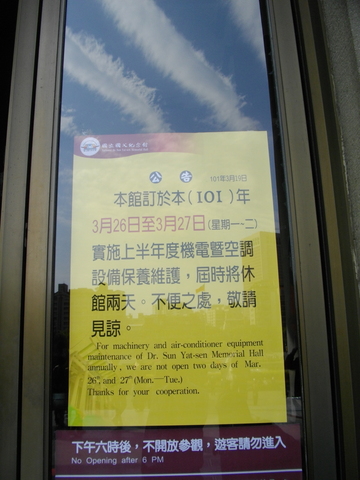 國立國父紀念館
公 告
101年3月19日
本館訂於本(101)年
3月26日至3月27日(星期一、二)
實施上半年度機電暨空調
設備保養維護，屆時將休
館兩天。不便之處，敬請
見諒。
For machinery and air-conditioner equipment
maintenance of Dr. Sun Yat-sen Memorial Hall
annually, we are not open two days of Mar.
26th, and 27th (Mon.—Tue.)
Thanks for your cooperation.
下午六時後，不開放參觀，遊客請勿進入
No Opening after 6 PM